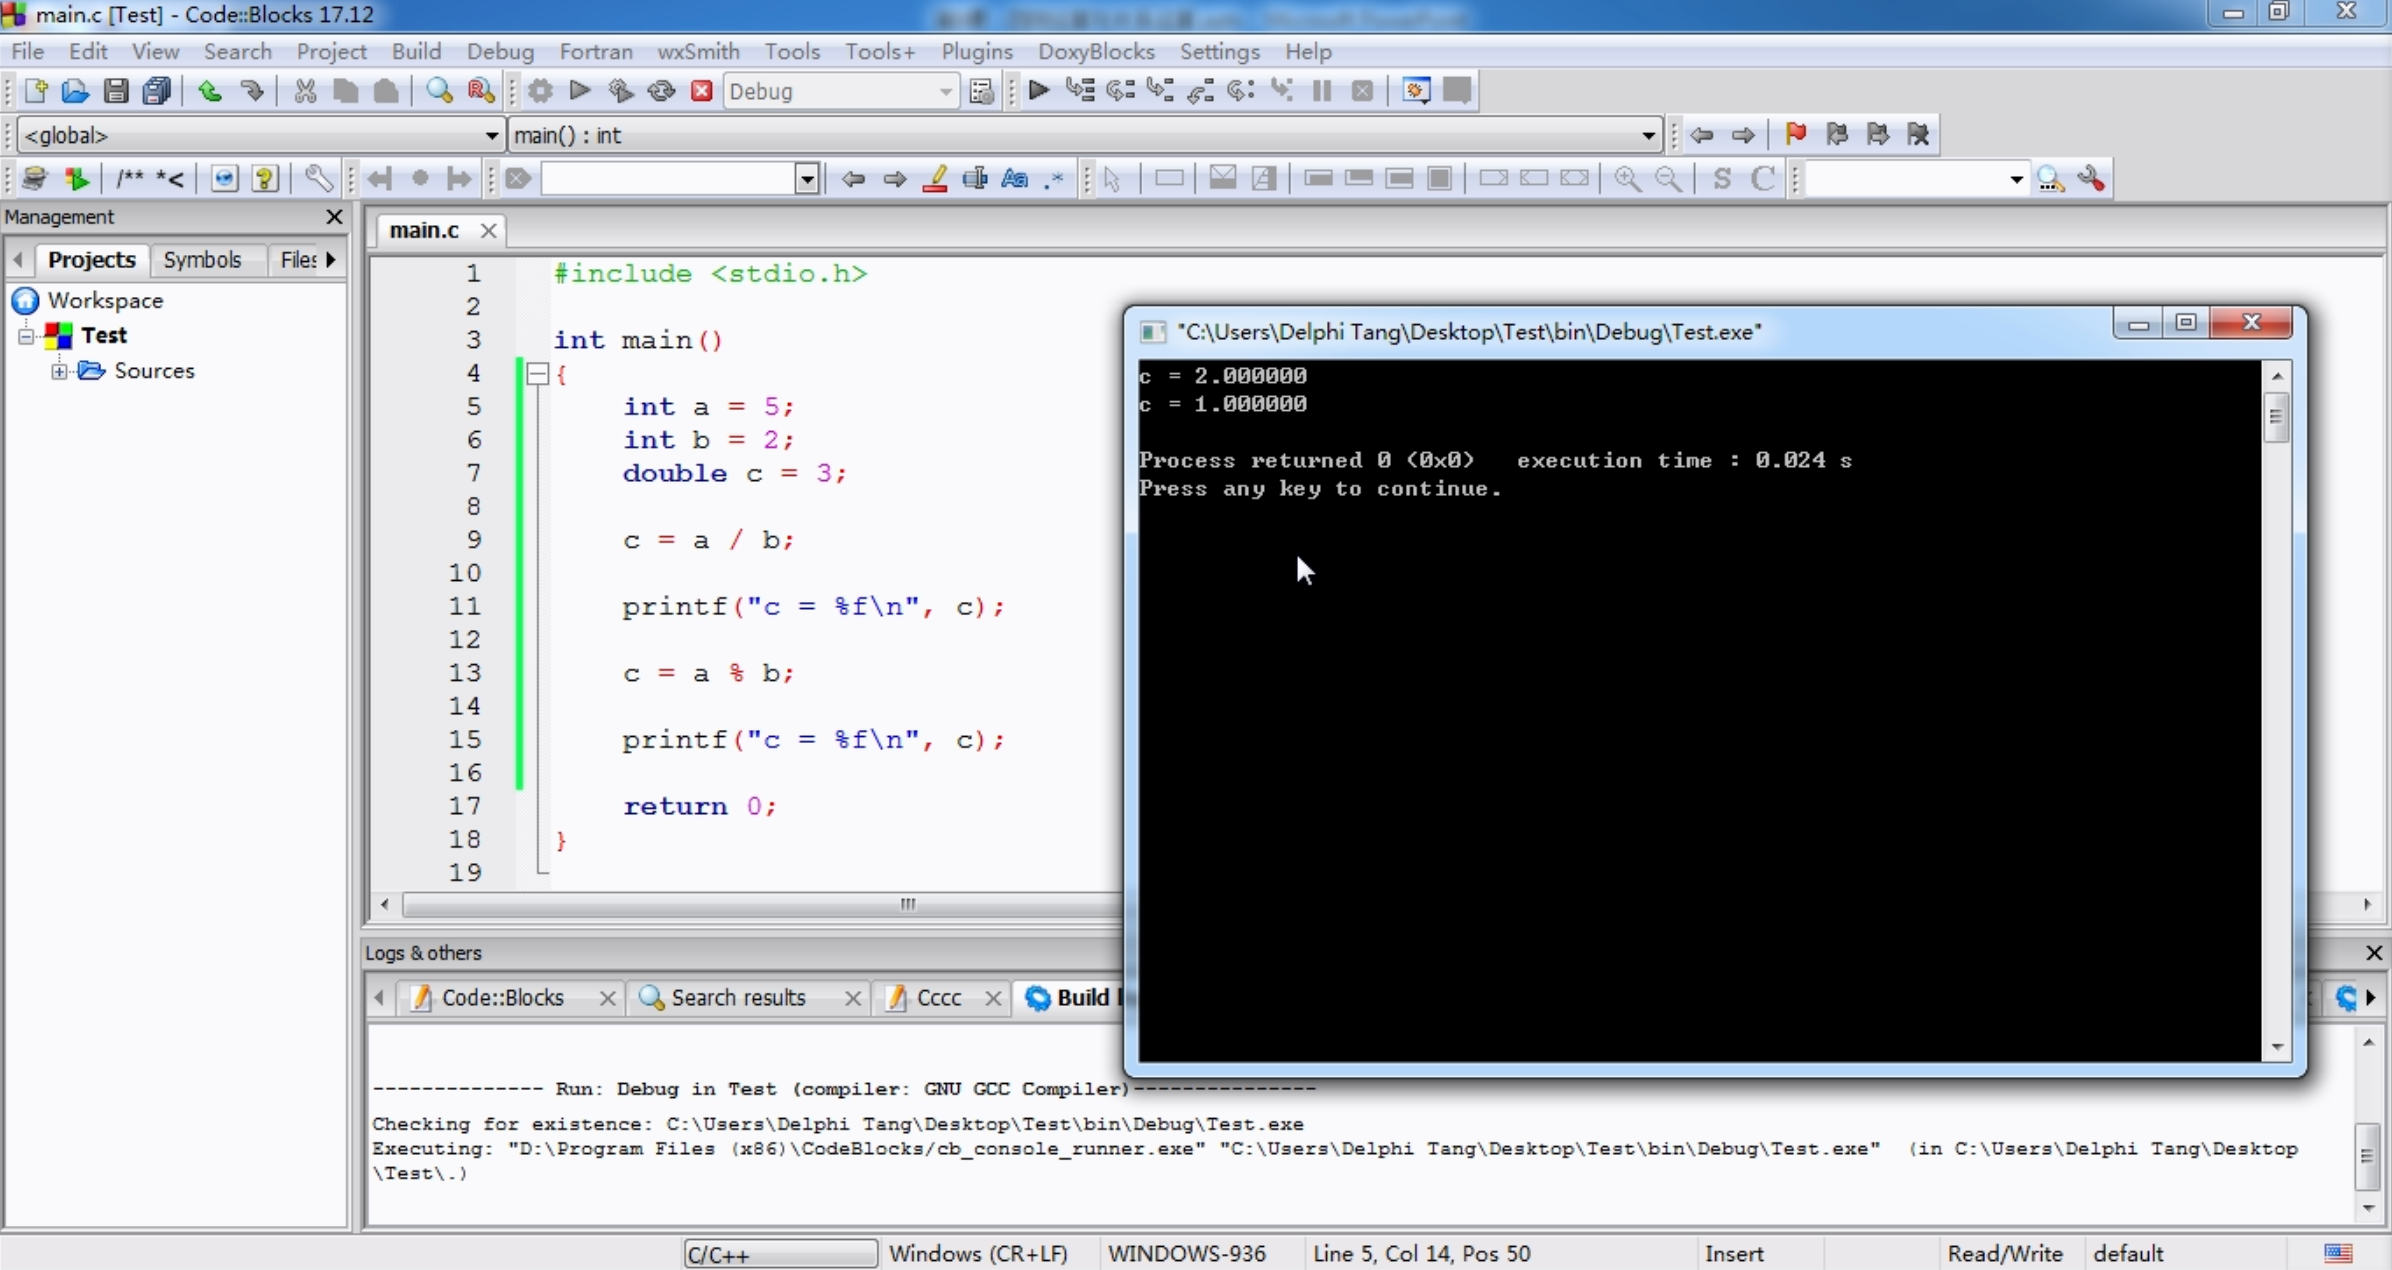 main.c [Test] - Code::Blocks 17.12
File Edit View Search Project Build Debug Fortran wxSmith Tools Tools+ Plugins DoxyBlocks Settings Help
Debug
<global> main() : int
/** *<
S C
Management
main.c
Projects Symbols Files
Workspace
Test
Sources
1 #include <stdio.h>
2
3 int main()
4 {
5 int a = 5;
6 int b = 2;
7 double c = 3;
8
9 c = a / b;
10
11 printf("c = %f\n", c);
12
13 c = a % b;
14
15 printf("c = %f\n", c);
16
17 return 0;
18 }
19
"C:\Users\Delphi Tang\Desktop\Test\bin\Debug\Test.exe"
c = 2.000000
c = 1.000000
Process returned 0 (0x0) execution time : 0.024 s
Press any key to continue.
Logs & others
Code::Blocks Search results Cccc Build
-------------- Run: Debug in Test (compiler: GNU GCC Compiler)---------------
Checking for existence: C:\Users\Delphi Tang\Desktop\Test\bin\Debug\Test.exe
Executing: "D:\Program Files (x86)\CodeBlocks/cb_console_runner.exe" "C:\Users\Delphi Tang\Desktop\Test\bin\Debug\Test.exe" (in C:\Users\Delphi Tang\Desktop
\Test\.)
C/C++ Windows (CR+LF) WINDOWS-936 Line 5, Col 14, Pos 50 Insert Read/Write default